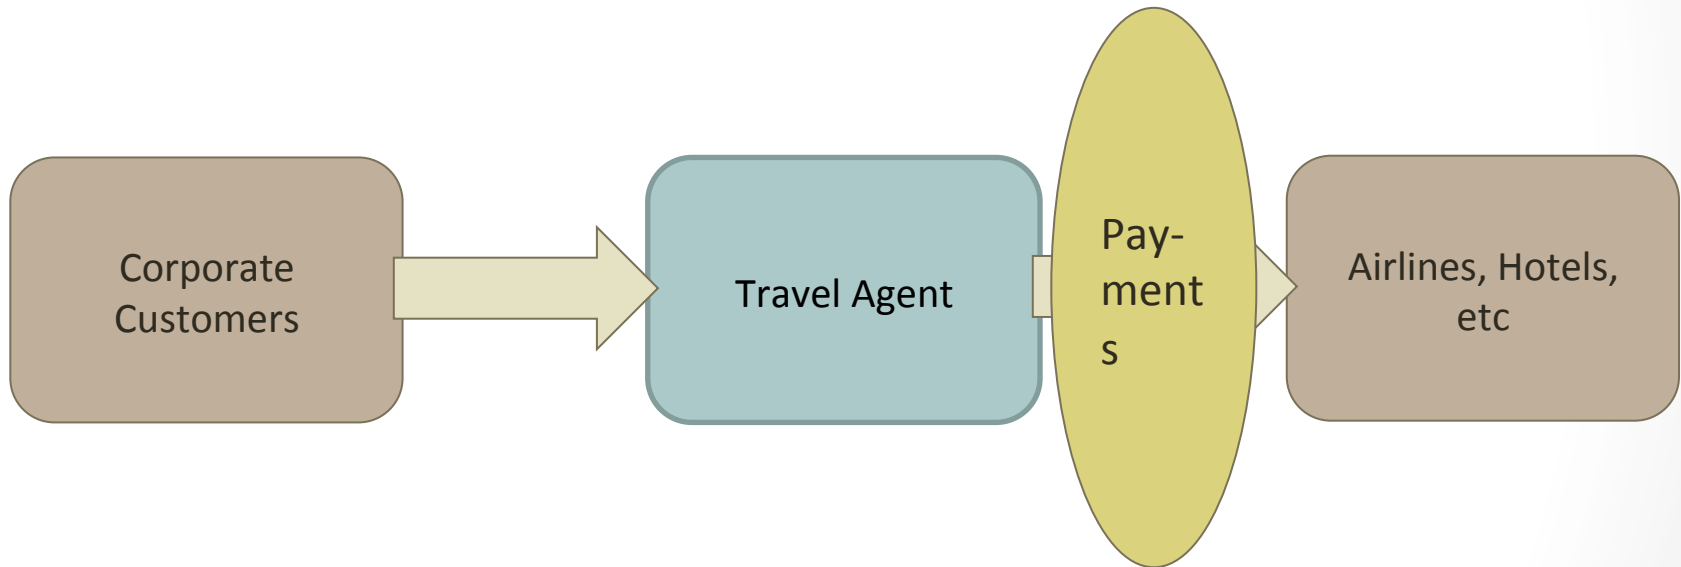 Corporate
Customers
Travel Agent
Pay-
ment
s
Airlines, Hotels,
etc